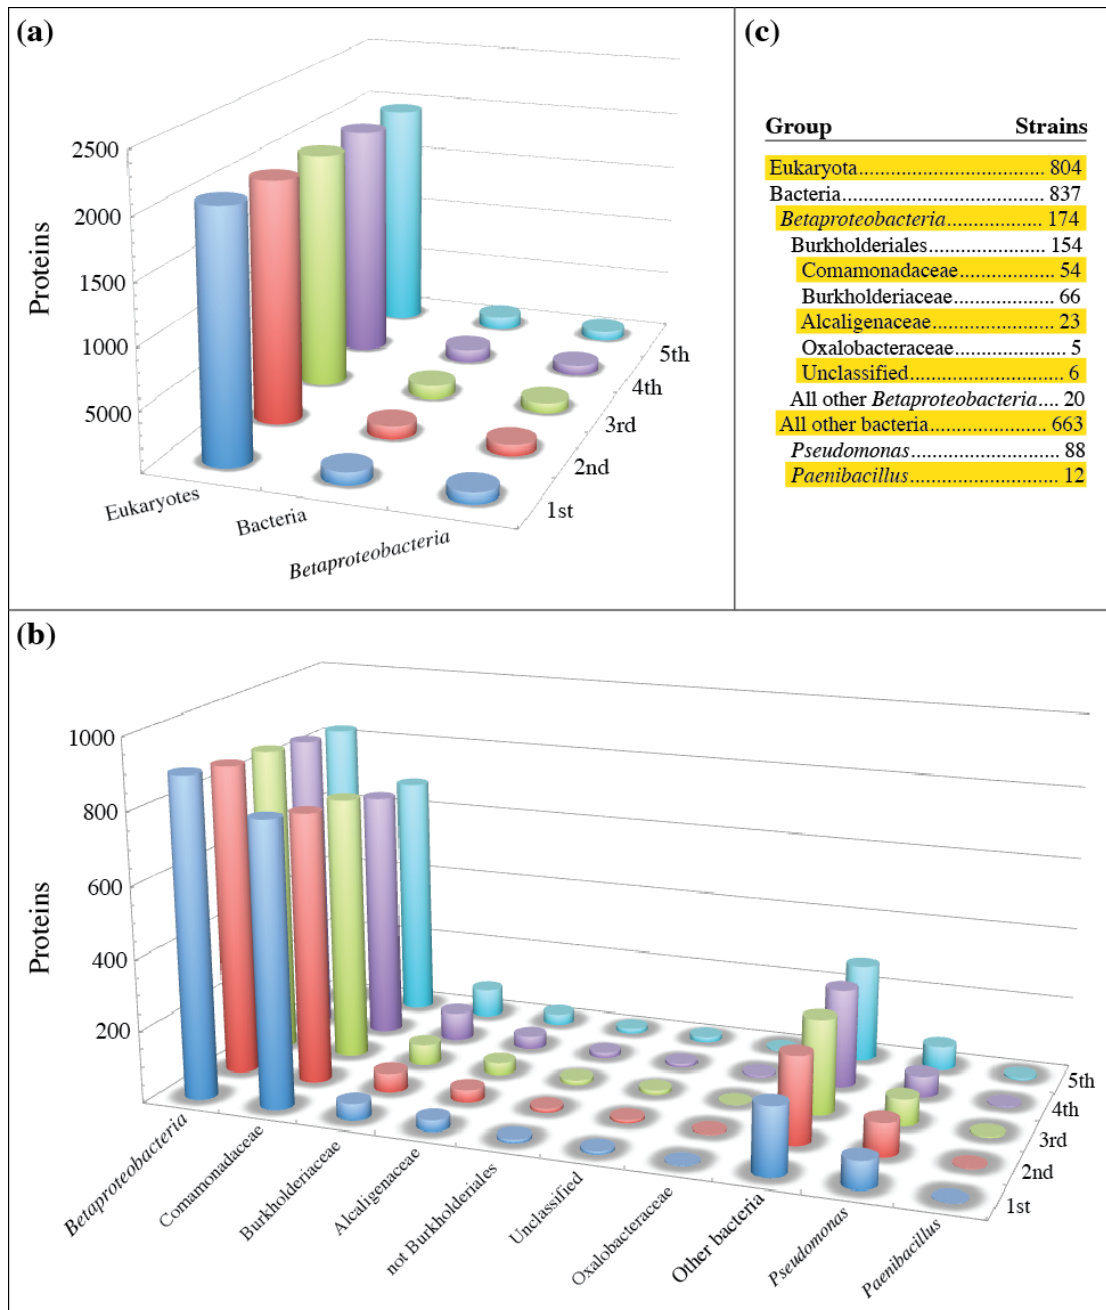 (a)
2500
2000
1500
1000
5000
Proteins
Eukaryotes
Bacteria
Betaproteobacteria
1st
2nd
3rd
4th
5th
(c)
Group Strains
Eukaryota................................... 804
Bacteria...................................... 837
Betaproteobacteria.................. 174
Burkholderiales..................... 154
Comamonadaceae................ 54
Burkholderiaceae................. 66
Alcaligenaceae..................... 23
Oxalobacteraceae................. 5
Unclassified.......................... 6
All other Betaproteobacteria.... 20
All other bacteria.................... 663
Pseudomonas......................... 88
Paenibacillus......................... 12
(b)
1000
800
600
400
200
Proteins
Betaproteobacteria
Comamonadaceae
Burkholderiaceae
Alcaligenaceae
not Burkholderiales
Unclassified
Oxalobacteraceae
Other bacteria
Pseudomonas
Paenibacillus
1st
2nd
3rd
4th
5th